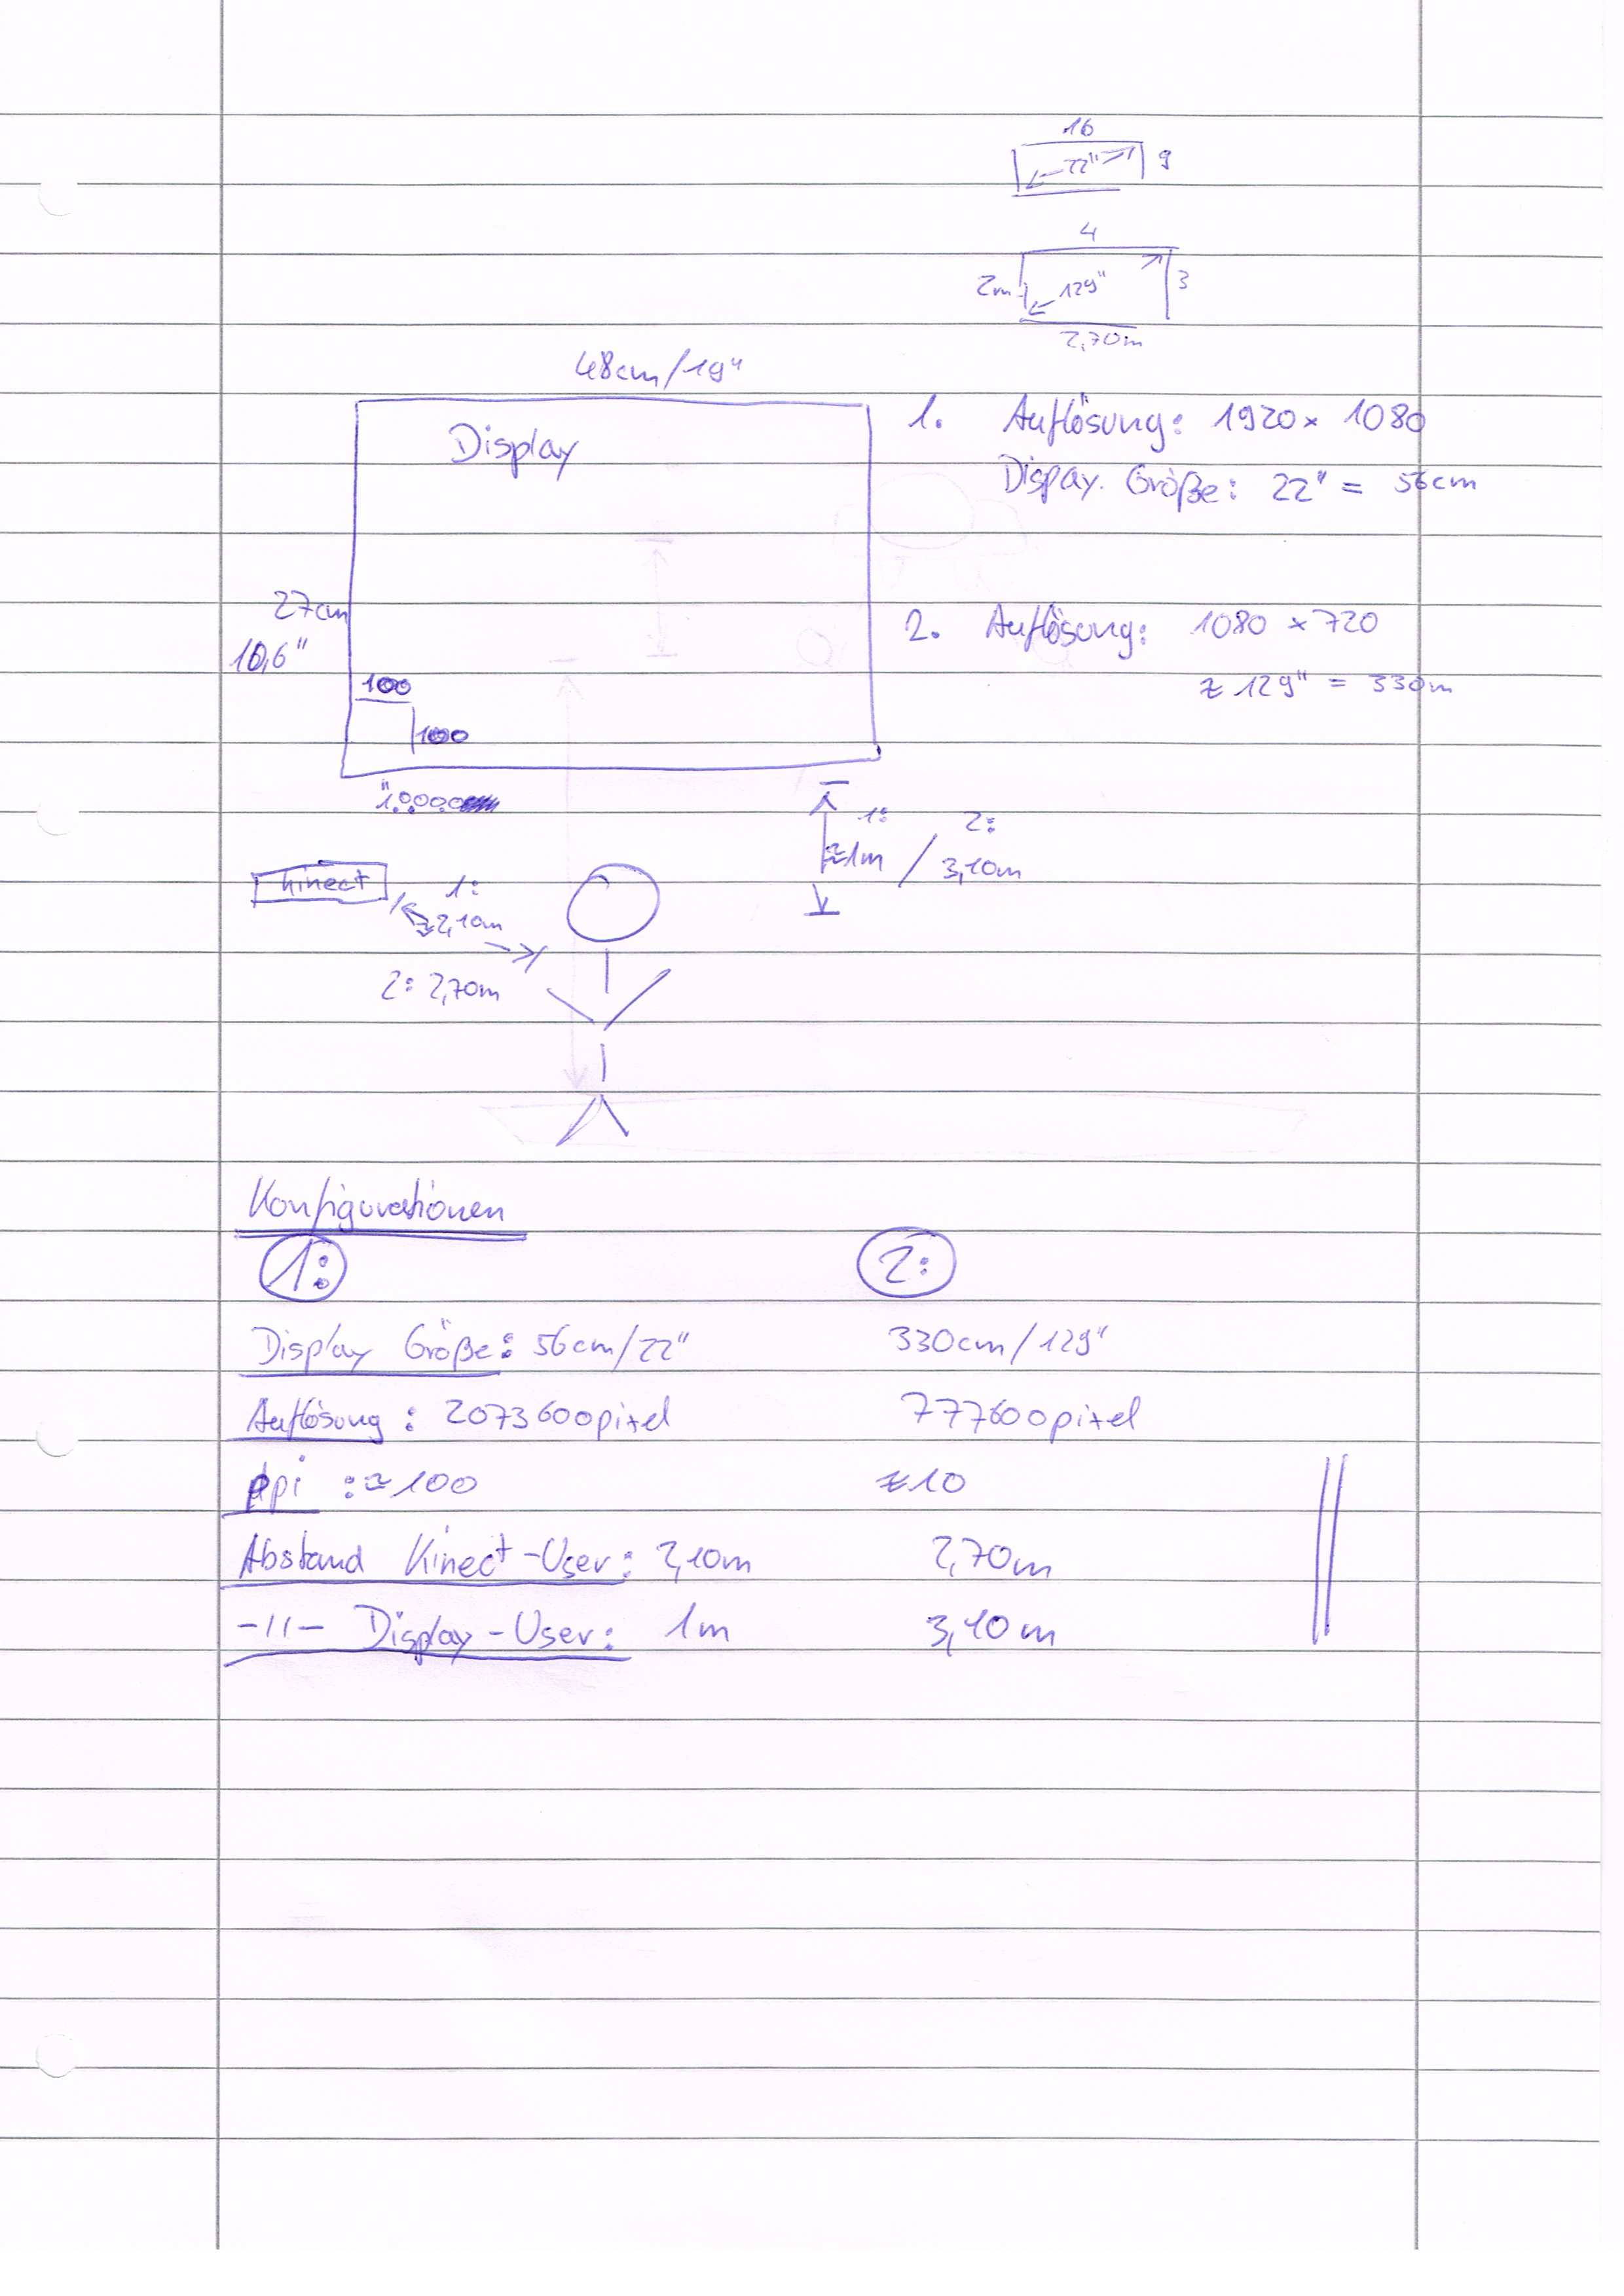 16
22" 9
4
2m 129" 3
2,70m
48cm/19"
Display
1. Auflösung: 1920 x 1080
Display. Größe: 22" = 56cm
27cm
10,6"
2. Auflösung: 1080 x 720
≈ 129" = 330m
100
100
10000
1: 2:
≈1m / 3,10m
Kinect
1:
≈2,10m
2: 2,70m
Konfigurationen
1: 2:
Display Größe: 56cm/22" 330cm/129"
Auflösung: 2073600pixel 777600pixel
ppi : ≈100 ≈10
Abstand Kinect-User: 2,10m 2,70m
-11- Display-User: 1m 3,10m